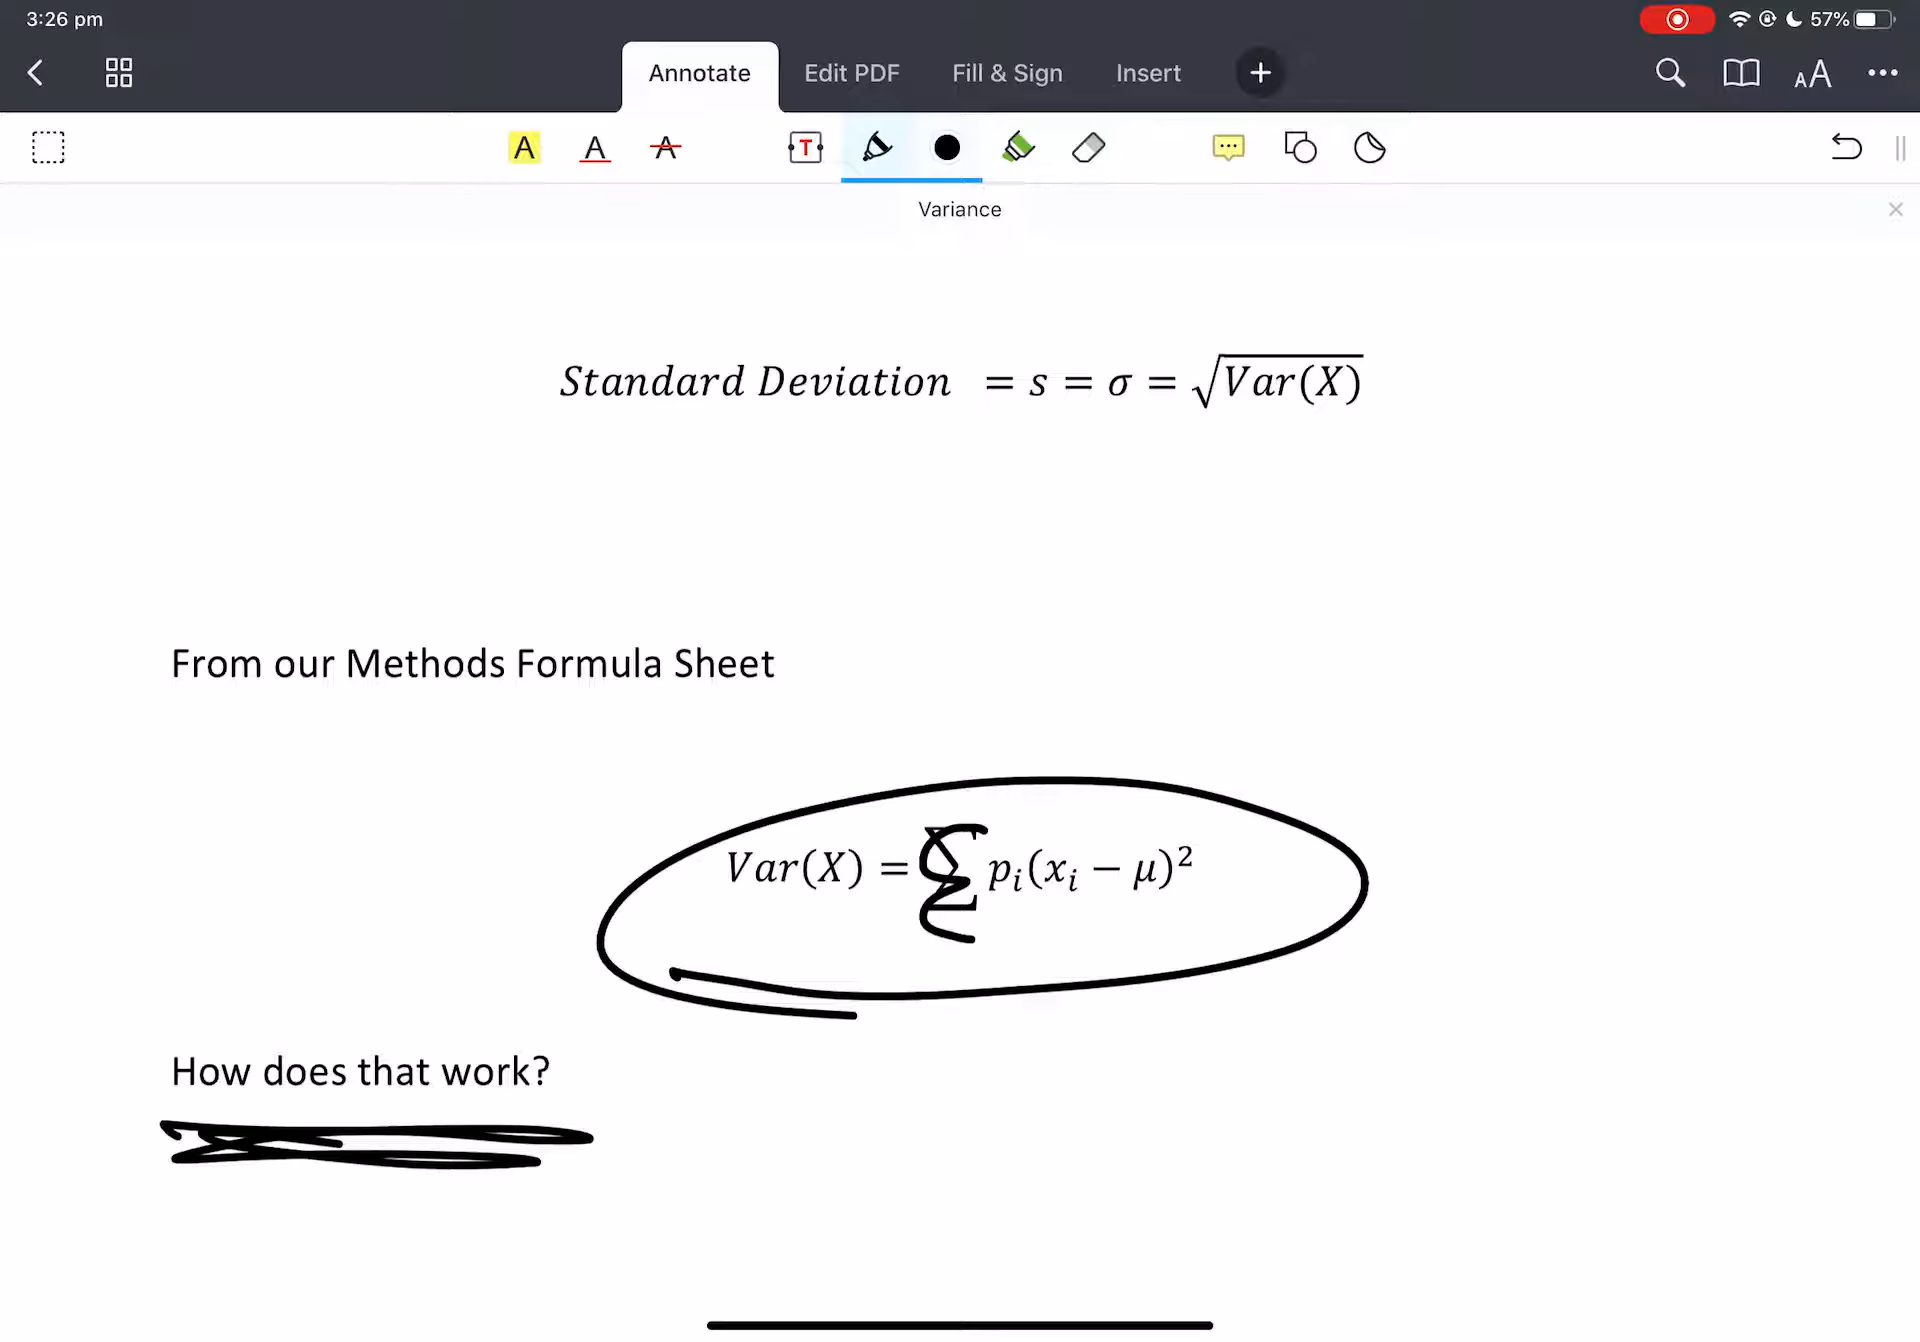 3:26 pm
57%
Annotate Edit PDF Fill & Sign Insert +
AA
A A A T
Variance
Standard Deviation = s = σ = √Var(X)
From our Methods Formula Sheet
Var(X) = Σ pᵢ(xᵢ − μ)²
How does that work?